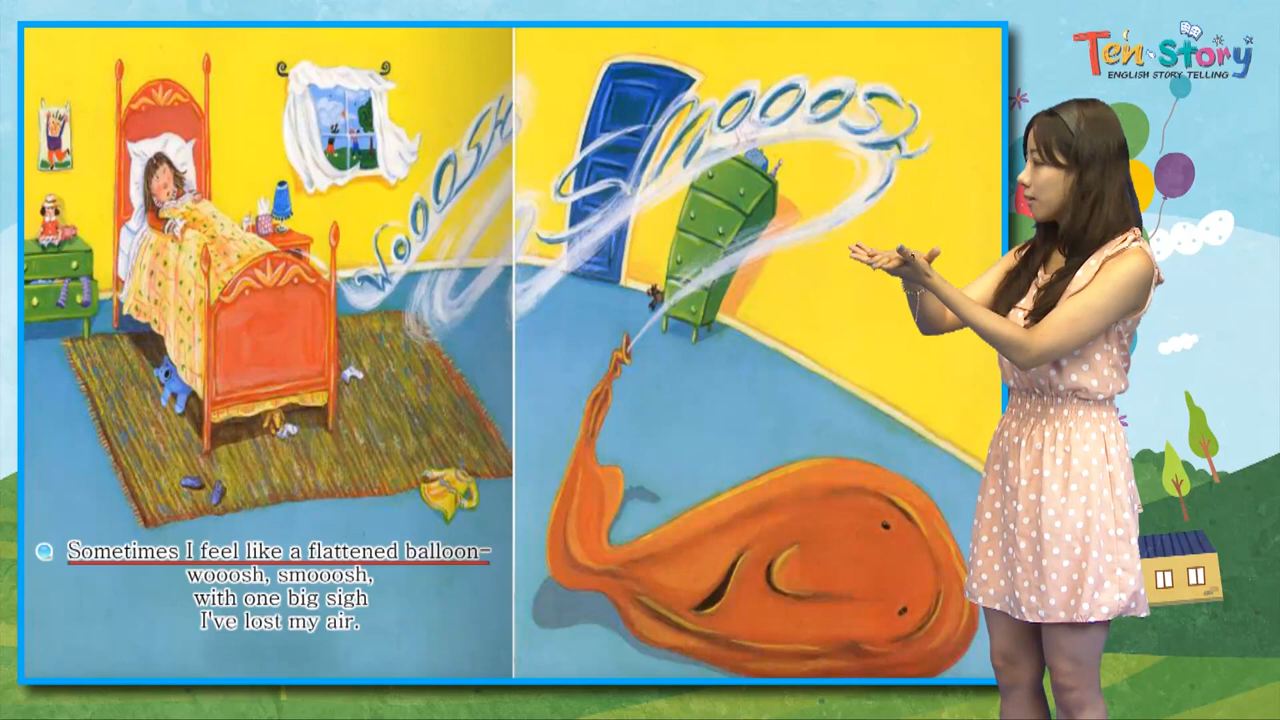 Ten Story
ENGLISH STORY TELLING
WOOOSH
SMOOOSH
Sometimes I feel like a flattened balloon-
wooosh, smooosh,
with one big sigh
I've lost my air.